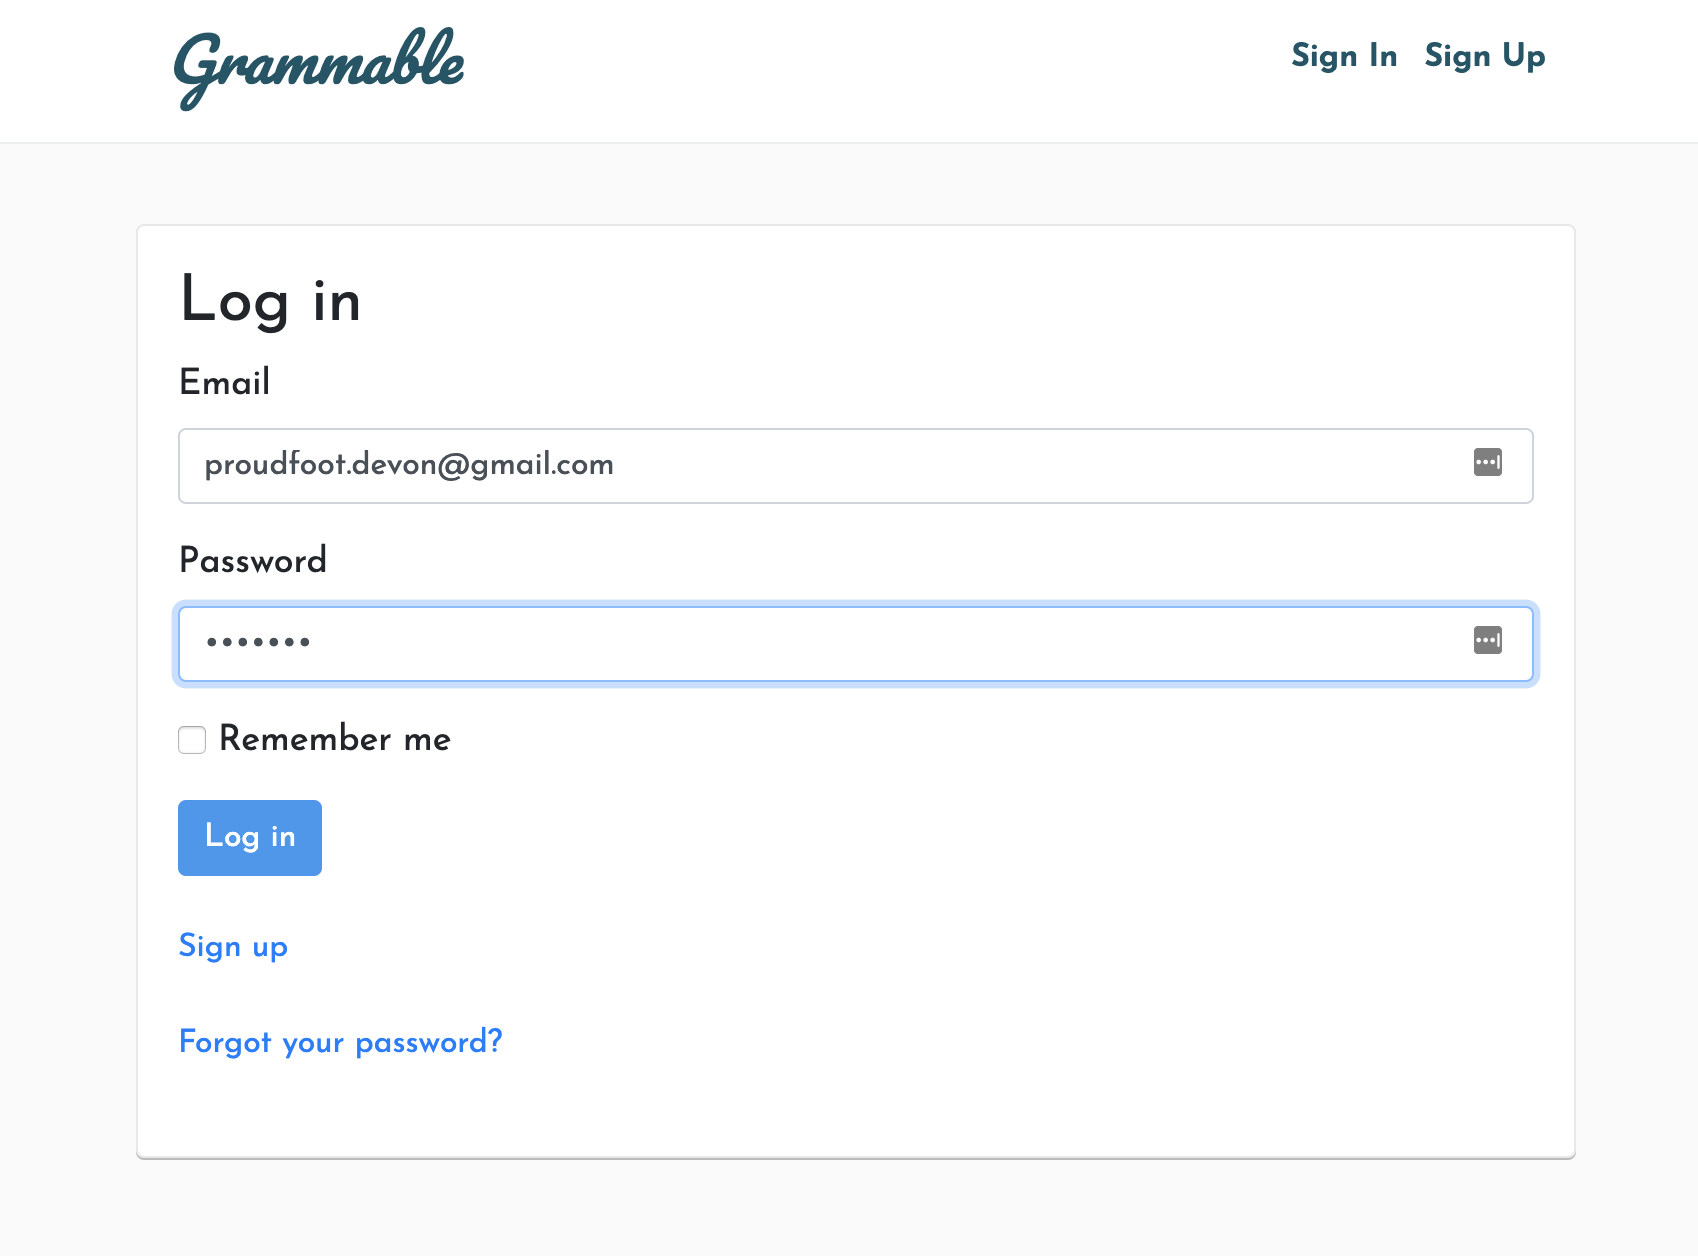 Grammable
Sign In Sign Up
Log in
Email
proudfoot.devon@gmail.com
Password
•••••••
Remember me
Log in
Sign up
Forgot your password?